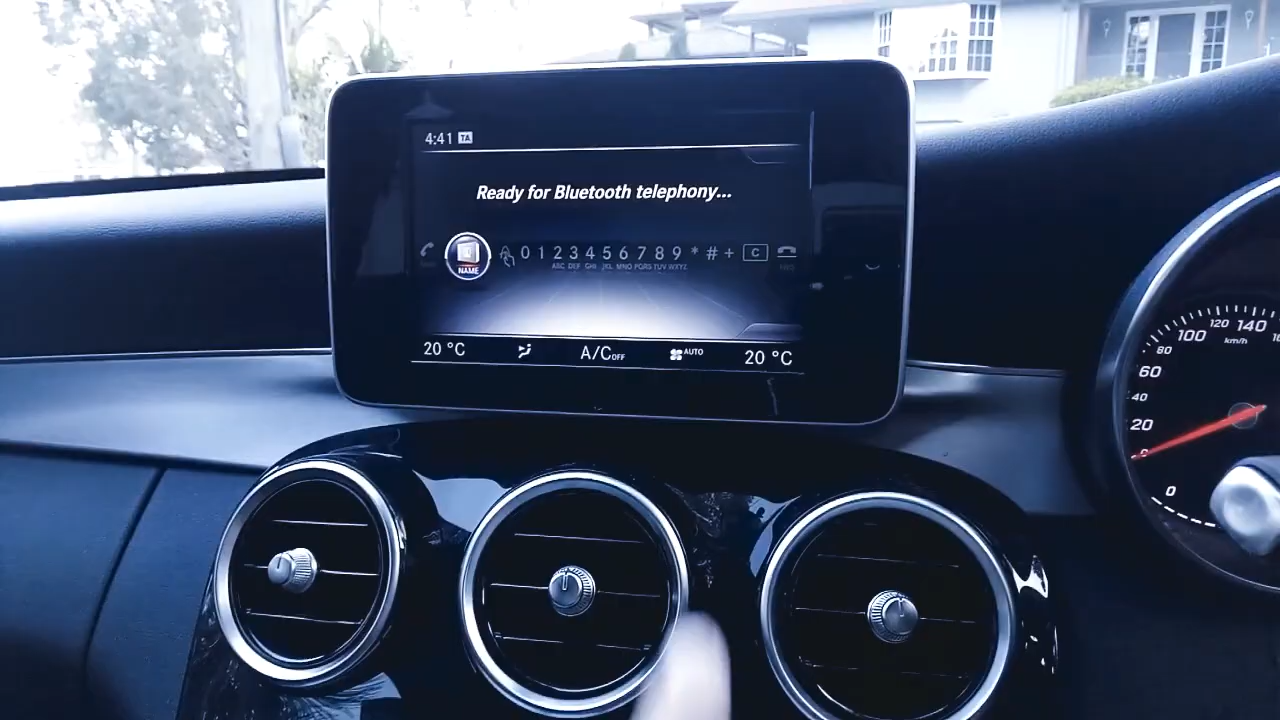 4:41 TA
Ready for Bluetooth telephony...
NAME 0 1 2 3 4 5 6 7 8 9 * # + C
ABC DEF GHI JKL MNO PQRS TUV WXYZ
20 °C A/C OFF AUTO 20 °C
0 20 40 60 80 100 120 140
km/h
0